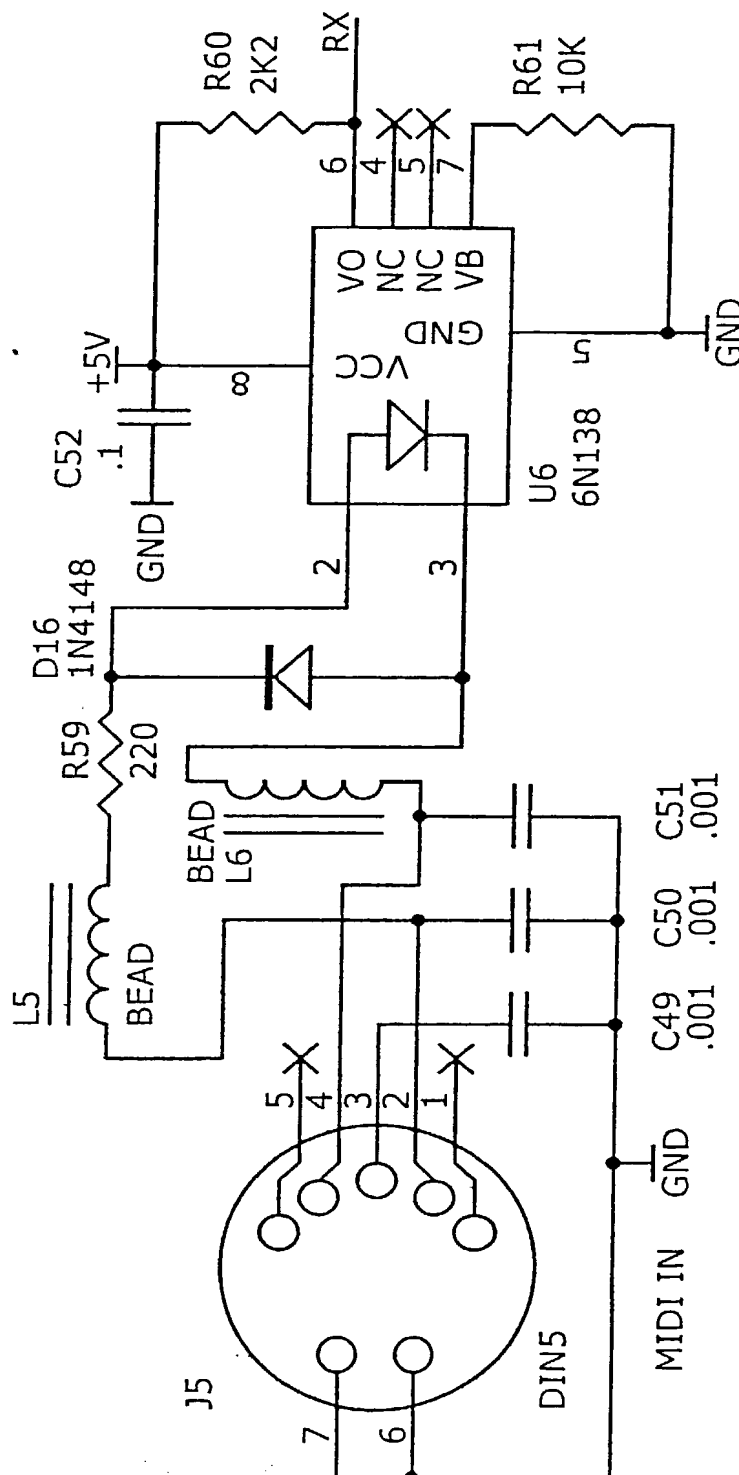 J5
7
6
DIN5
MIDI IN
5
4
3
2
1
L5
BEAD
R59
220
D16
1N4148
BEAD
L6
C49
.001
C50
.001
C51
.001
GND
GND
C52
.1
+5V
2
3
8
VCC
GND
5
VO
NC
NC
VB
6
4
5
7
U6
6N138
R60
2K2
RX
R61
10K
GND